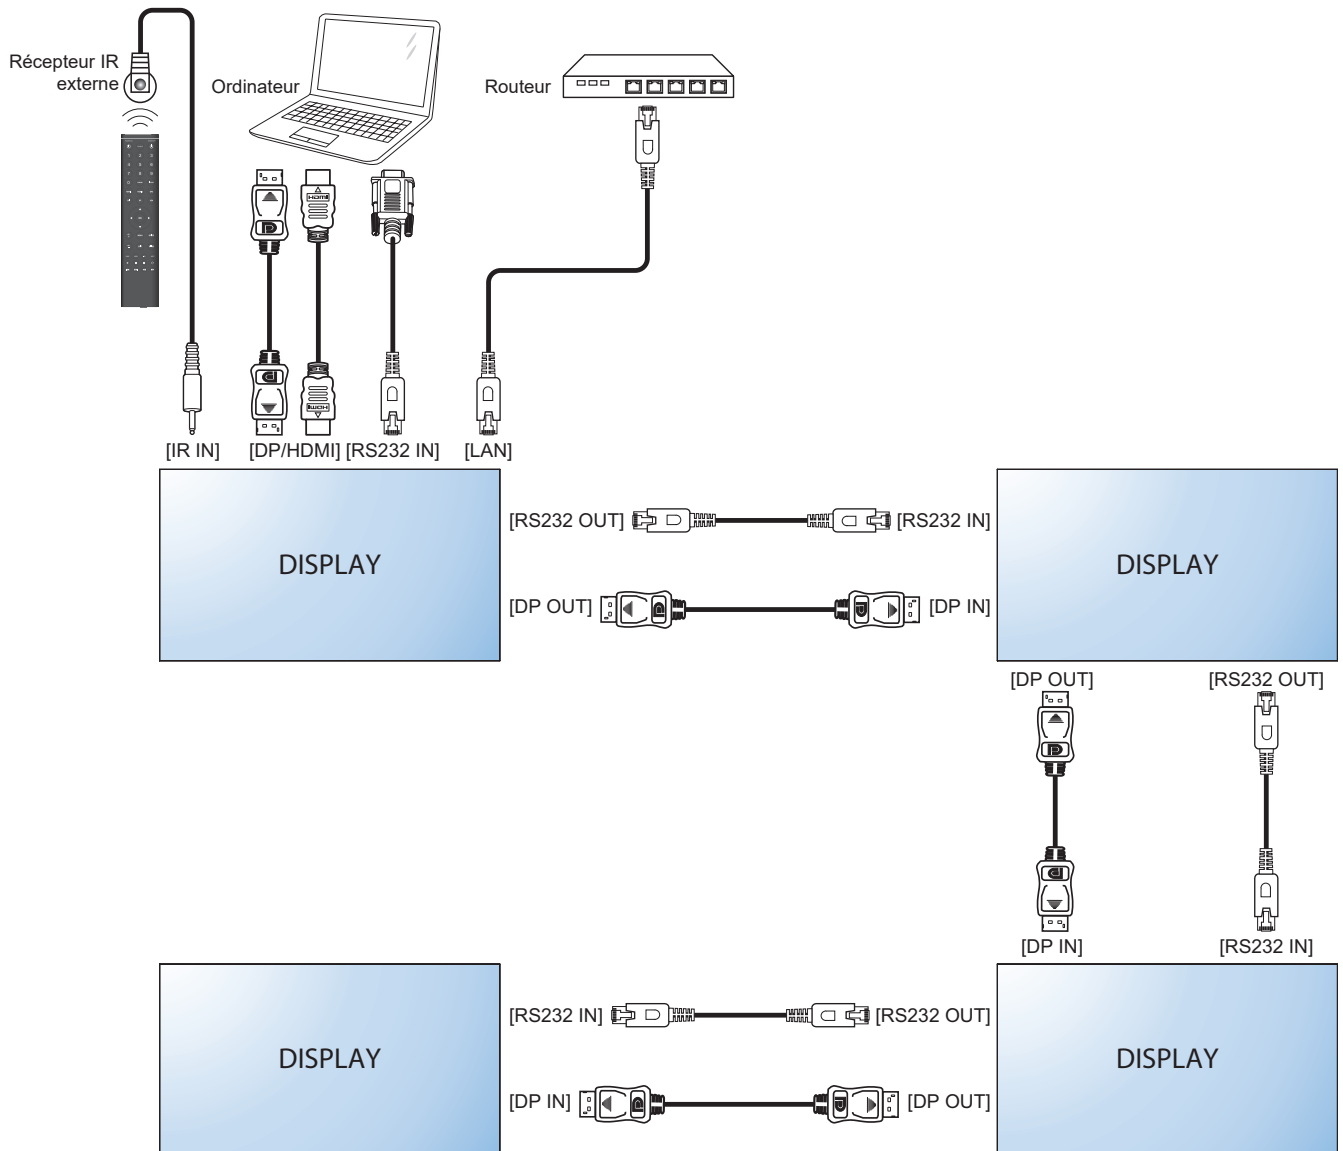 Récepteur IR
externe
Ordinateur
Routeur
HDMI
HDMI
[IR IN]
[DP/HDMI]
[RS232 IN]
[LAN]
DISPLAY
[RS232 OUT]
[RS232 IN]
[DP OUT]
[DP IN]
DISPLAY
[DP OUT]
[RS232 OUT]
[DP IN]
[RS232 IN]
DISPLAY
[RS232 IN]
[RS232 OUT]
[DP IN]
[DP OUT]
DISPLAY